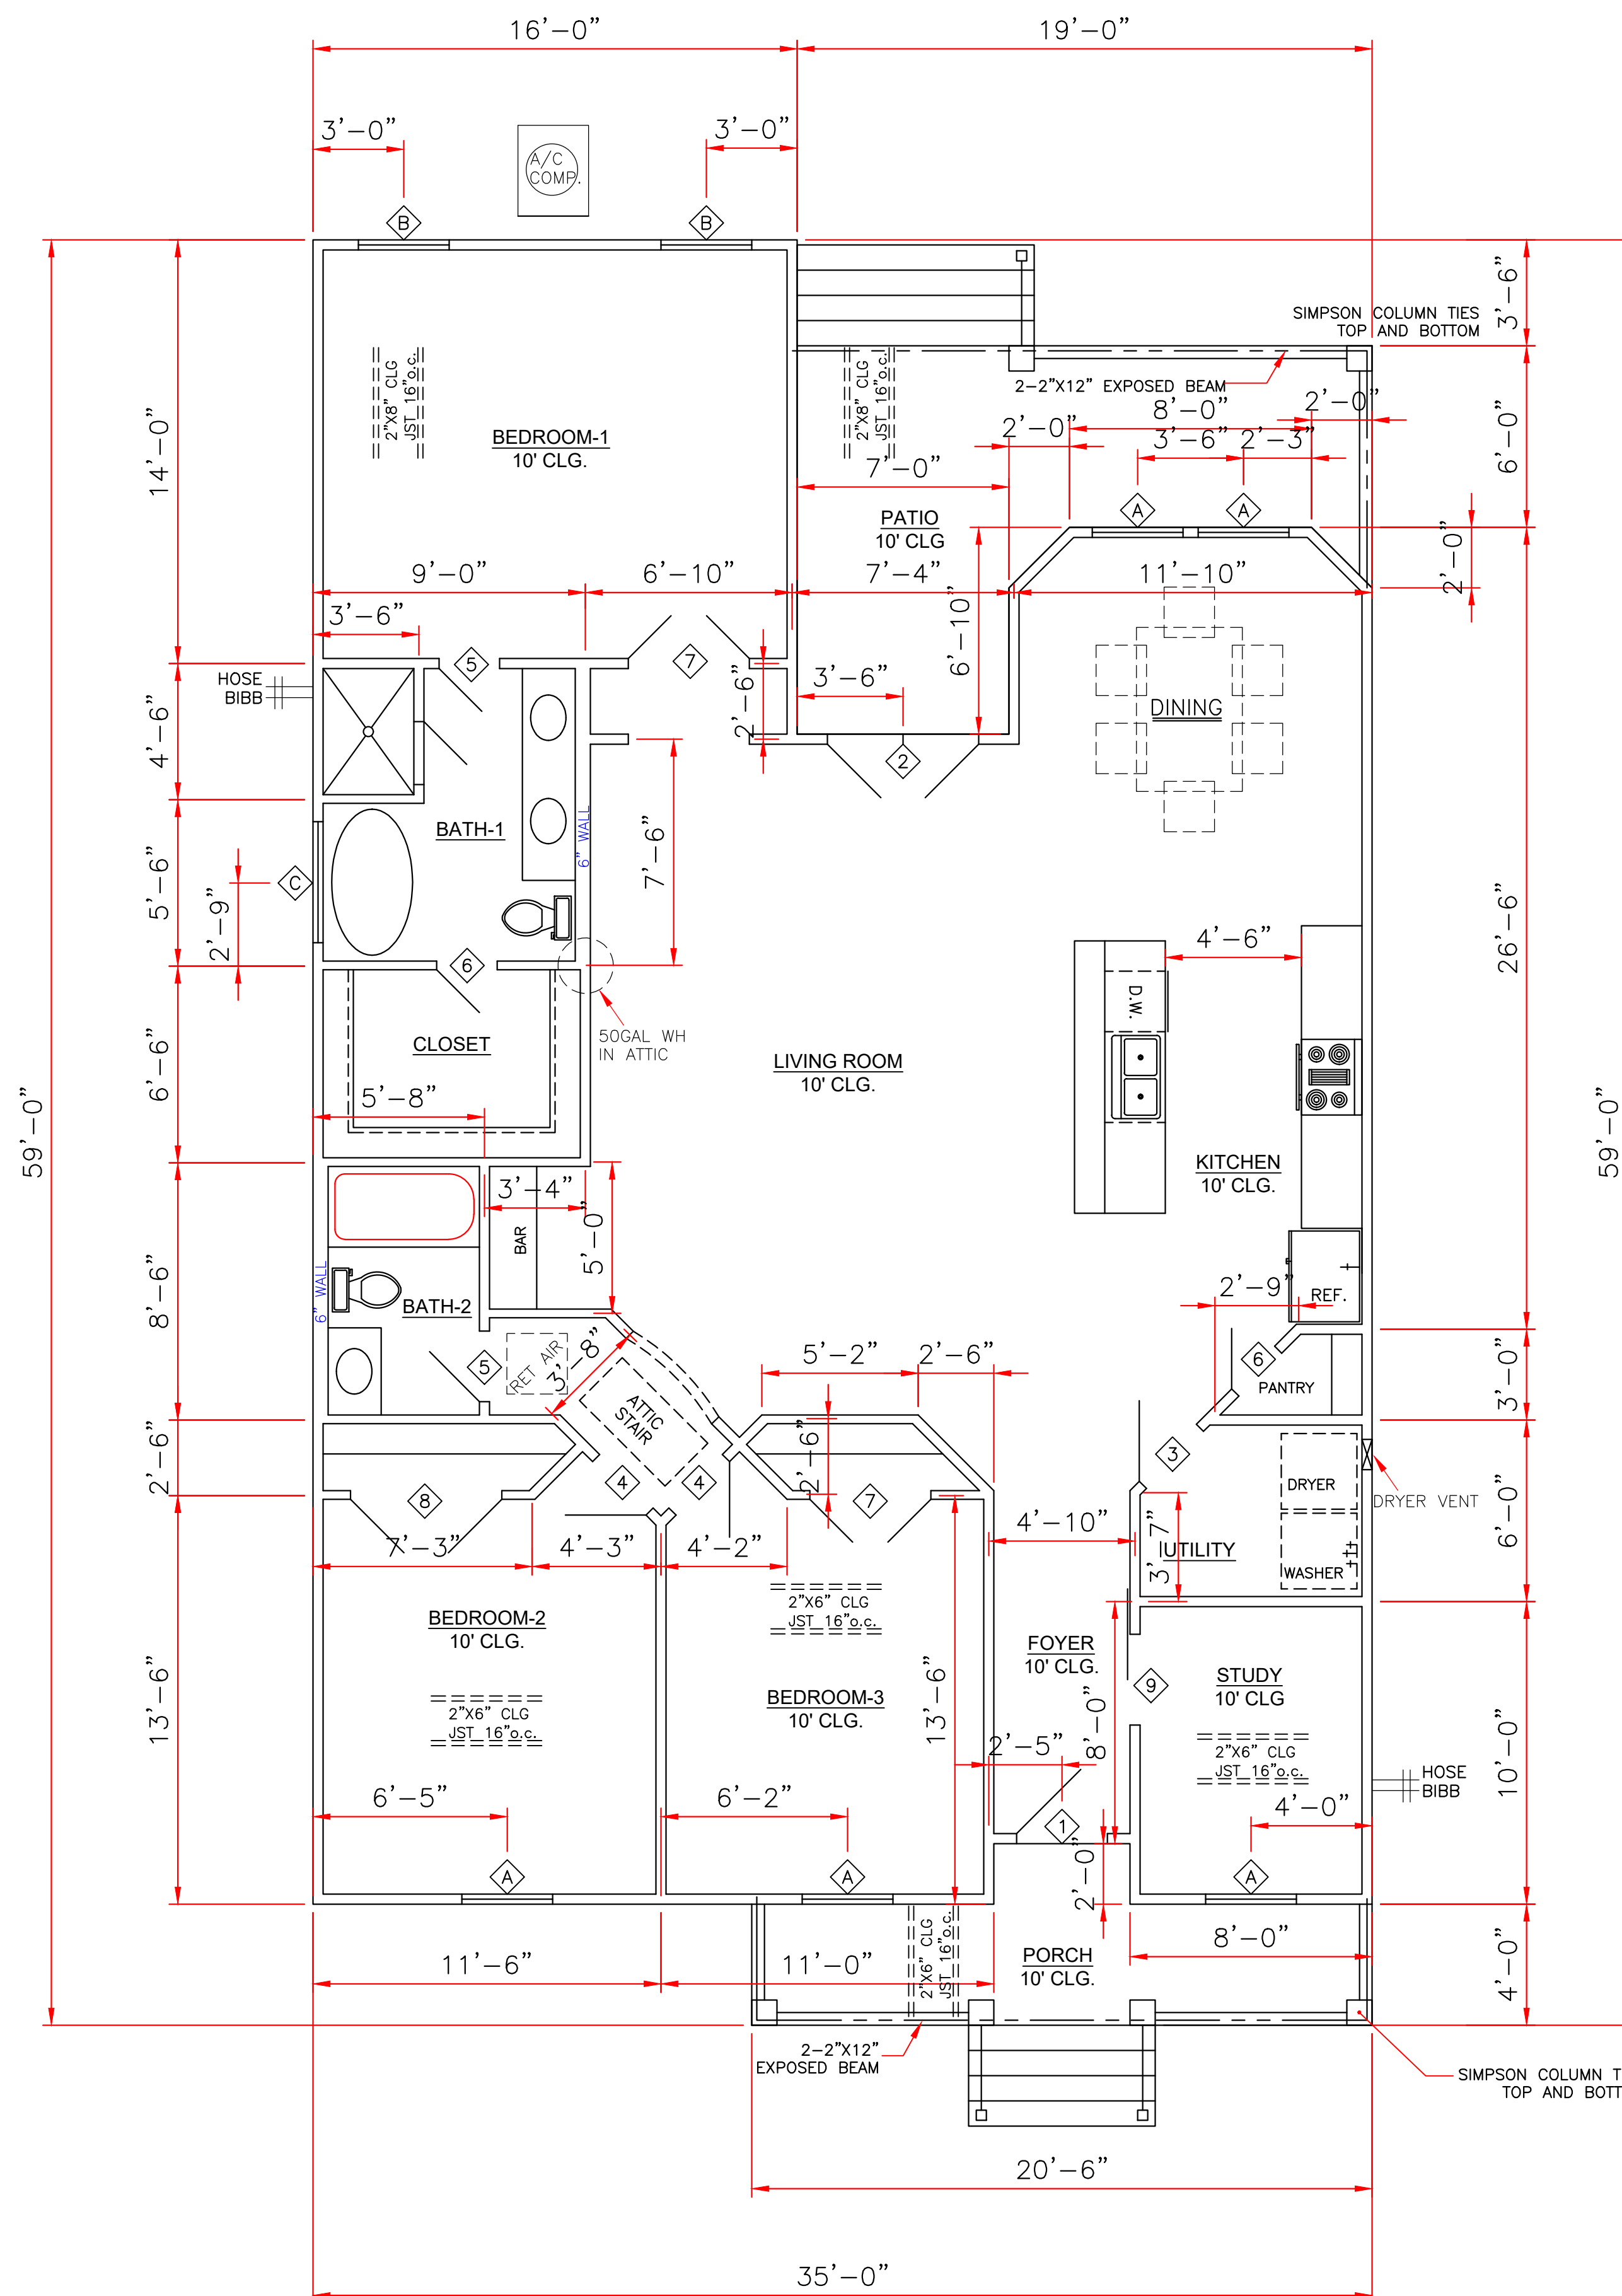 16'-0"
19'-0"
3'-0"
3'-0"
A/C
COMP.
B
B
3'-6"
SIMPSON COLUMN TIES
TOP AND BOTTOM
2"X8" CLG
JST 16"o.c.
2"X8" CLG
JST 16"o.c.
2-2"X12" EXPOSED BEAM
2'-0"
8'-0"
2'-0"
3'-6"
2'-3"
6'-0"
14'-0"
BEDROOM-1
10' CLG.
7'-0"
PATIO
10' CLG
A
A
2'-0"
9'-0"
6'-10"
7'-4"
11'-10"
3'-6"
6'-10"
5
7
HOSE
BIBB
2'-6"
3'-6"
DINING
4'-6"
2
BATH-1
6" WALL
7'-6"
5'-6"
C
2'-9"
26'-6"
4'-6"
6
D.W.
CLOSET
50GAL WH
IN ATTIC
LIVING ROOM
10' CLG.
6'-6"
5'-8"
59'-0"
59'-0"
KITCHEN
10' CLG.
3'-4"
BAR
5'-0"
8'-6"
6" WALL
BATH-2
2'-9"
REF.
5
RET AIR
3'-8"
5'-2"
2'-6"
6
PANTRY
3'-0"
ATTIC
STAIR
2'-6"
2'-6"
3
4
4
8
7
DRYER
DRYER VENT
7'-3"
4'-3"
4'-2"
4'-10"
3'-7"
UTILITY
WASHER
6'-0"
BEDROOM-2
10' CLG.
2"X6" CLG
JST 16"o.c.
FOYER
10' CLG.
STUDY
10' CLG
9
BEDROOM-3
10' CLG.
2"X6" CLG
JST 16"o.c.
13'-6"
13'-6"
8'-0"
2"X6" CLG
JST 16"o.c.
10'-0"
2'-5"
HOSE
BIBB
6'-5"
6'-2"
4'-0"
1
A
A
A
2'-0"
2"X6" CLG
JST 16"o.c.
PORCH
10' CLG.
8'-0"
4'-0"
11'-6"
11'-0"
2-2"X12"
EXPOSED BEAM
SIMPSON COLUMN T
TOP AND BOTT
20'-6"
35'-0"